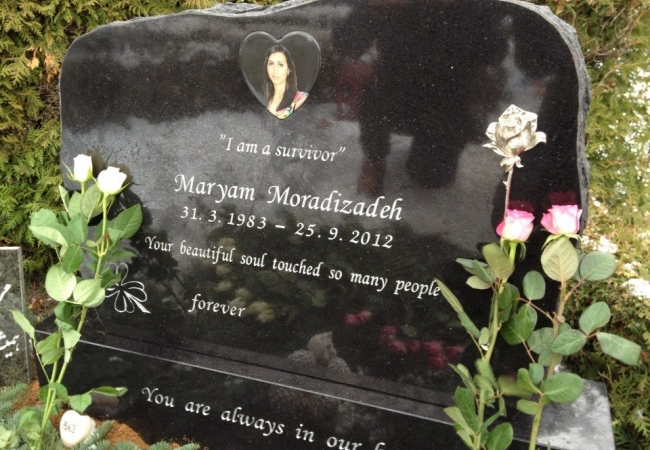 "I am a survivor"
Maryam Moradizadeh
31. 3. 1983 – 25. 9. 2012
Your beautiful soul touched so many people
forever
You are always in our